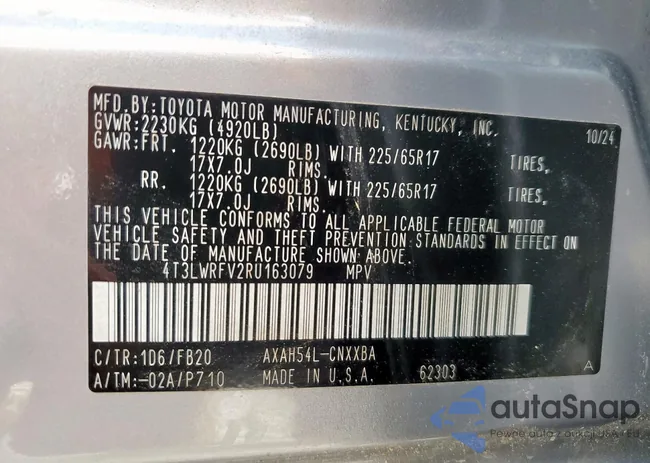 MFD.BY:TOYOTA MOTOR MANUFACTURING, KENTUCKY, INC.
GVWR:2230KG (4920LB) 10/24
GAWR:FRT. 1220KG (2690LB) WITH 225/65R17 TIRES,
17X7.0J RIMS.
RR. 1220KG (2690LB) WITH 225/65R17 TIRES,
17X7.0J RIMS.
THIS VEHICLE CONFORMS TO ALL APPLICABLE FEDERAL MOTOR
VEHICLE SAFETY AND THEFT PREVENTION STANDARDS IN EFFECT ON
THE DATE OF MANUFACTURE SHOWN ABOVE.
4T3LWRFV2RU163079 MPV
C/TR:1D6/FB20 AXAH54L-CNXXBA
A/TM:-02A/P710 MADE IN U.S.A. 62303 A
autaSnap